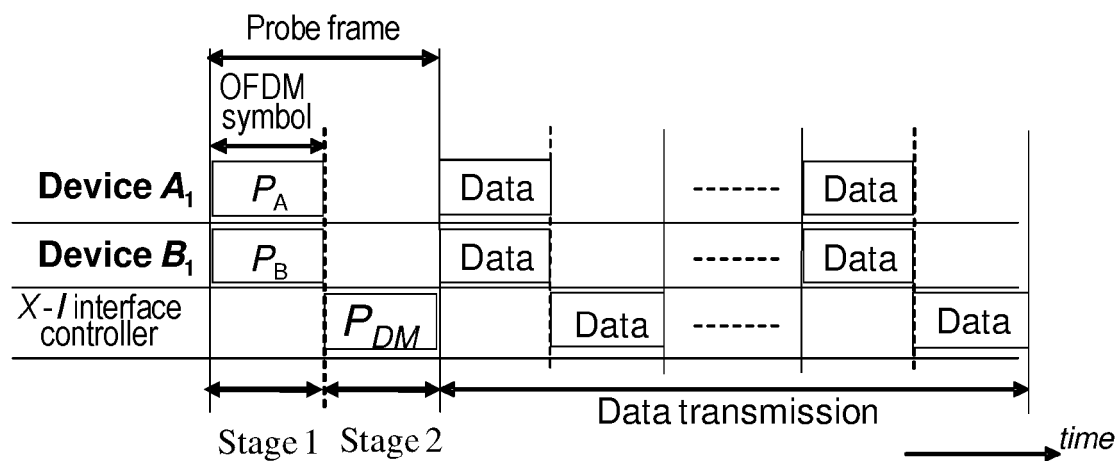 Probe frame
OFDM
symbol
Device A1 PA Data ------- Data
Device B1 PB Data ------- Data
X-I interface
controller PDM Data ------- Data
Stage 1 Stage 2 Data transmission
time